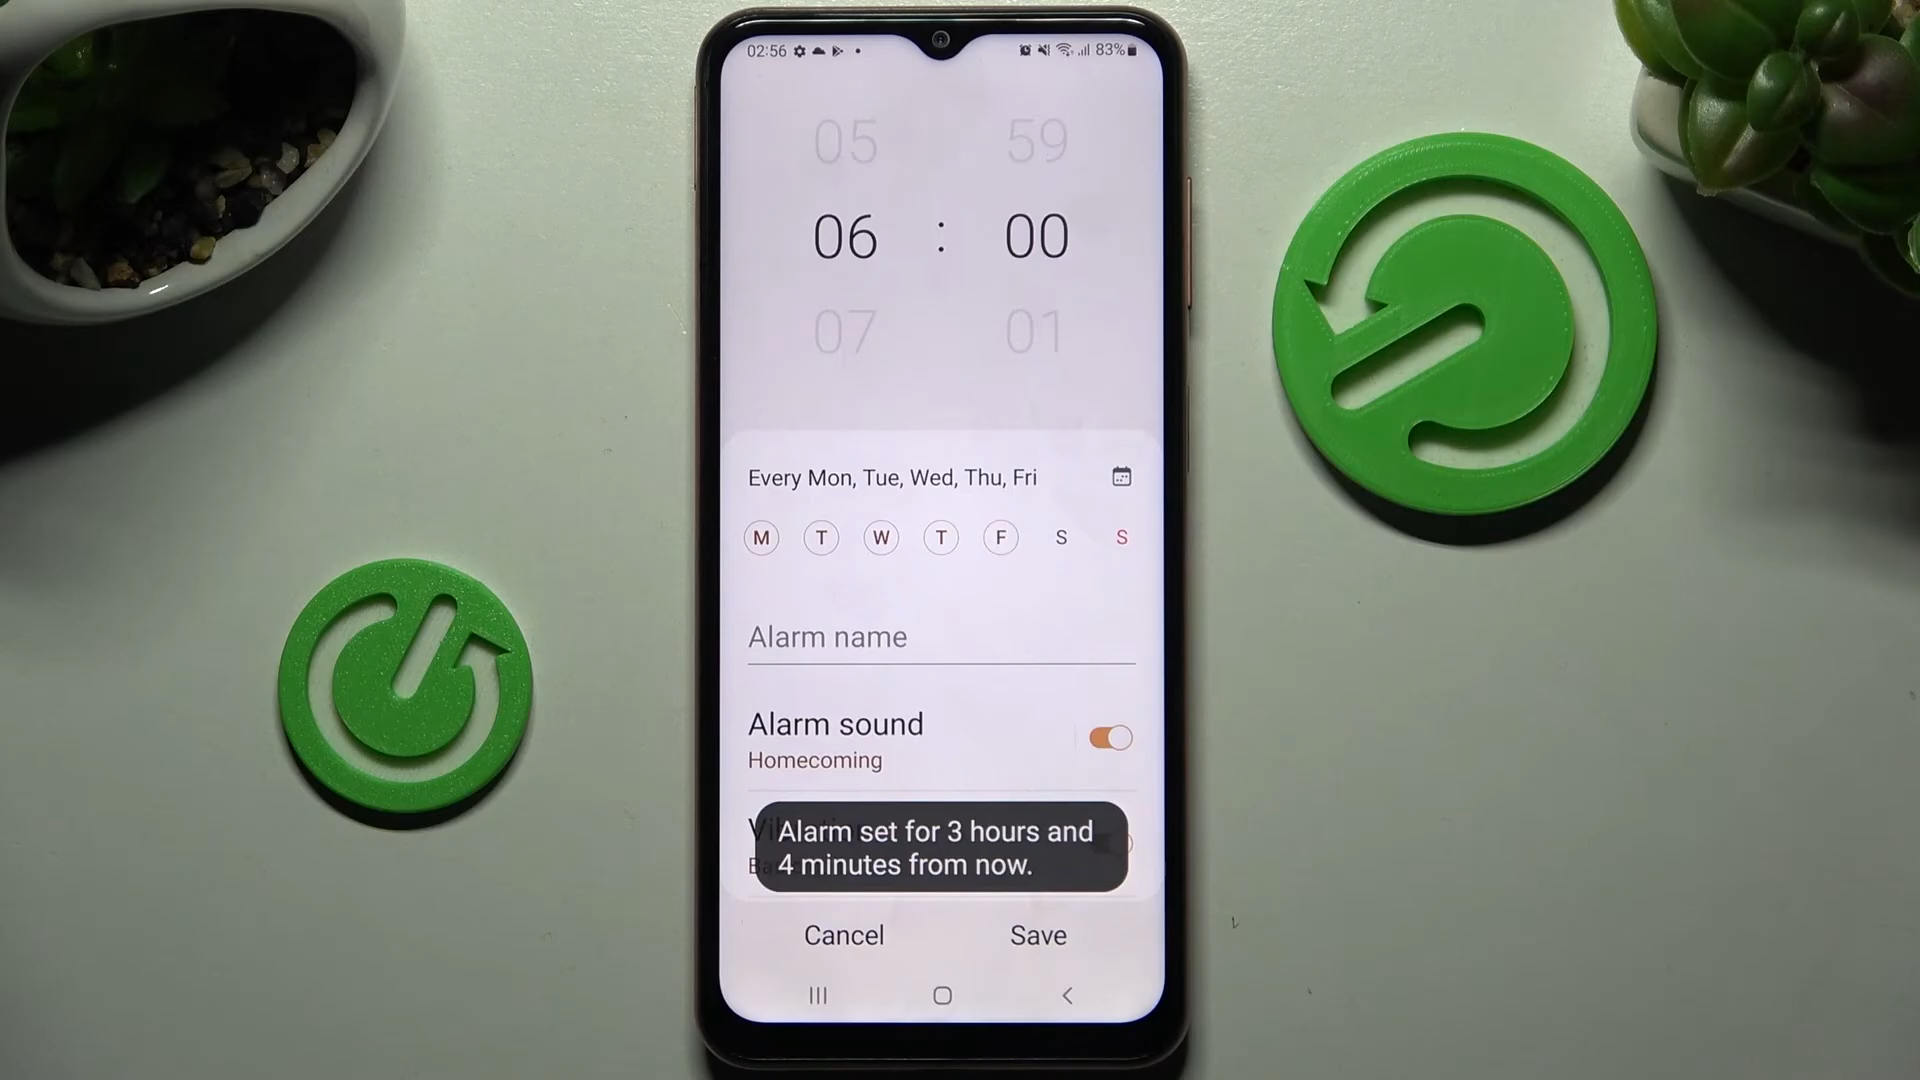 02:56 83%
05 59
06 : 00
07 01
Every Mon, Tue, Wed, Thu, Fri
M T W T F S S
Alarm name
Alarm sound
Homecoming
Alarm set for 3 hours and
4 minutes from now.
Cancel Save